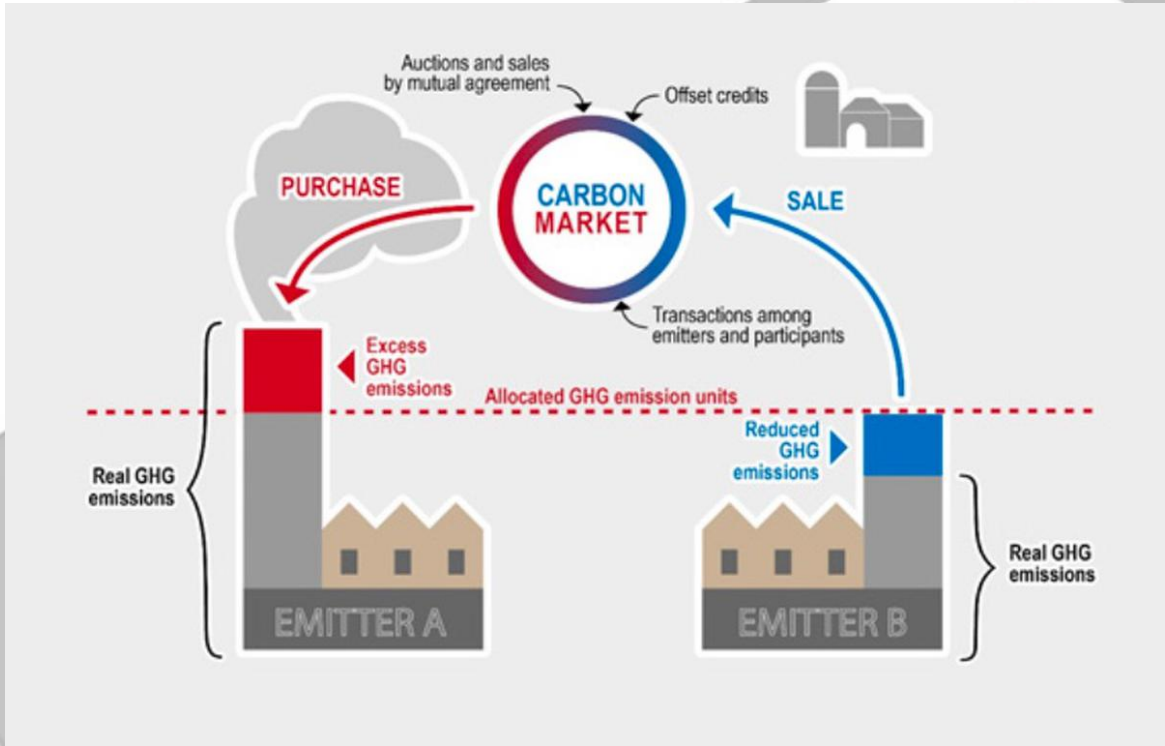 Auctions and sales
by mutual agreement
Offset credits
PURCHASE
CARBON
MARKET
SALE
Transactions among
emitters and participants
Excess
GHG
emissions
Allocated GHG emission units
Reduced
GHG
emissions
Real GHG
emissions
Real GHG
emissions
EMITTER A
EMITTER B